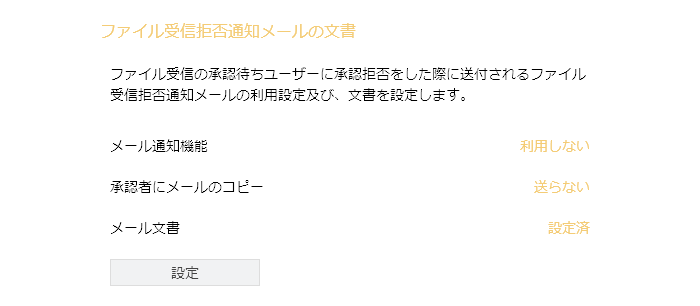 ファイル受信拒否通知メールの文書
ファイル受信の承認待ちユーザーに承認拒否をした際に送付されるファイル
受信拒否通知メールの利用設定及び、文書を設定します。
メール通知機能 利用しない
承認者にメールのコピー 送らない
メール文書 設定済
設定